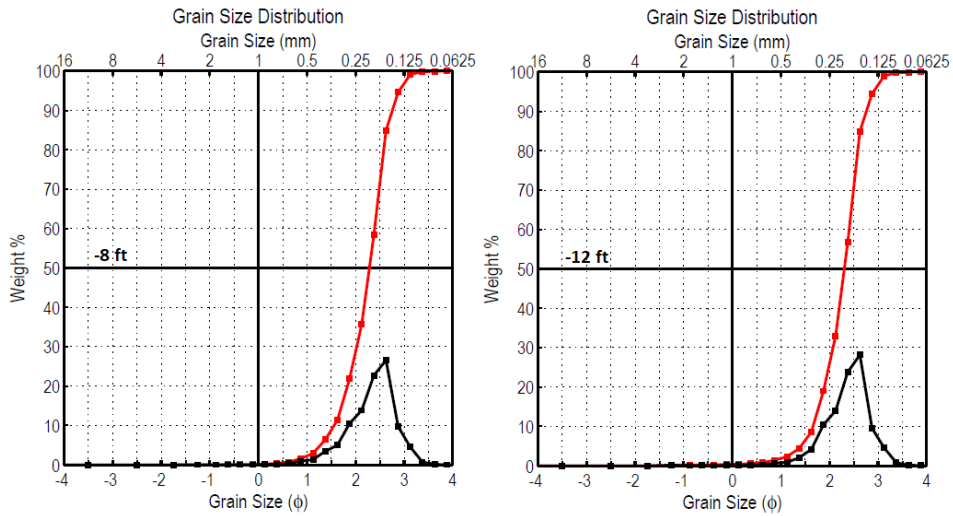 Grain Size Distribution
Grain Size (mm)
16 8 4 2 1 0.5 0.25 0.125 0.0625
100
90
80
70
60
50
40
30
20
10
0
Weight %
-8 ft
-4 -3 -2 -1 0 1 2 3 4
Grain Size (ϕ)
Grain Size Distribution
Grain Size (mm)
16 8 4 2 1 0.5 0.25 0.125 0.0625
100
90
80
70
60
50
40
30
20
10
0
Weight %
-12 ft
-4 -3 -2 -1 0 1 2 3 4
Grain Size (ϕ)